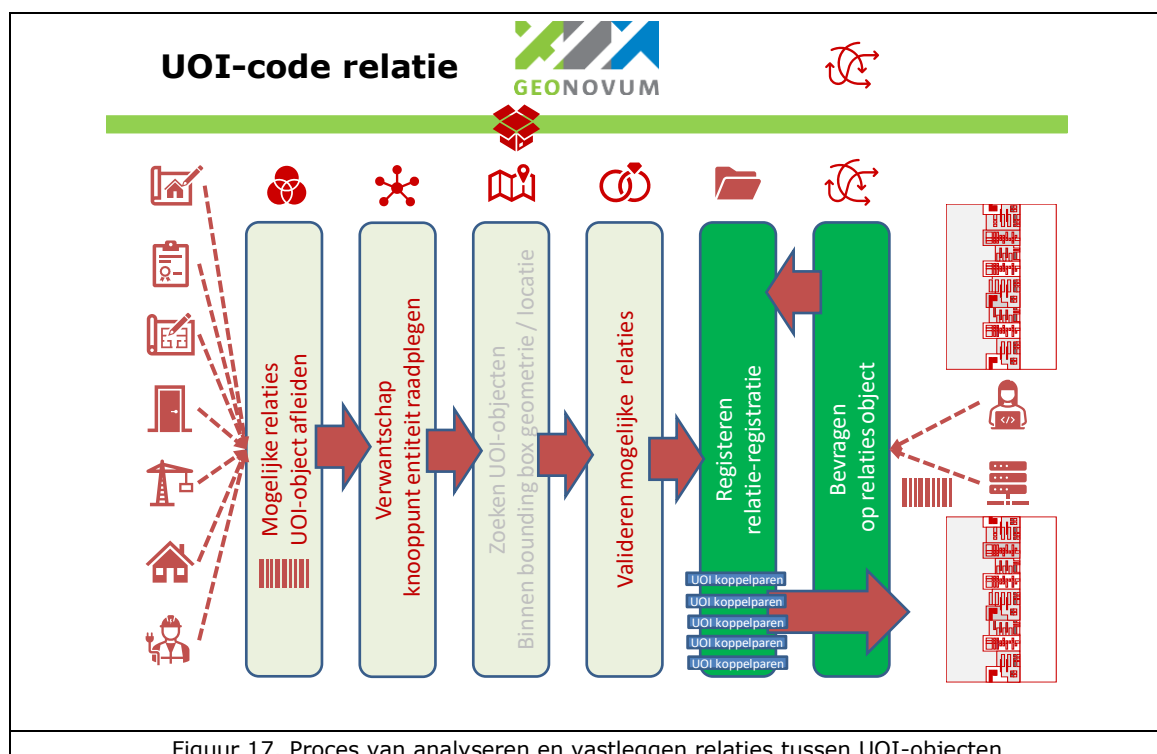 UOI-code relatie
GEONOVUM
Mogelijke relaties
UOI-object afleiden
Verwantschap
knooppunt entiteit raadplegen
Zoeken UOI-objecten
Binnen bounding box geometrie / locatie
Valideren mogelijke relaties
Registeren
relatie-registratie
Bevragen
op relaties object
UOI koppelparen
UOI koppelparen
UOI koppelparen
UOI koppelparen
UOI koppelparen
Figuur 17. Proces van analyseren en vastleggen relaties tussen UOI-objecten